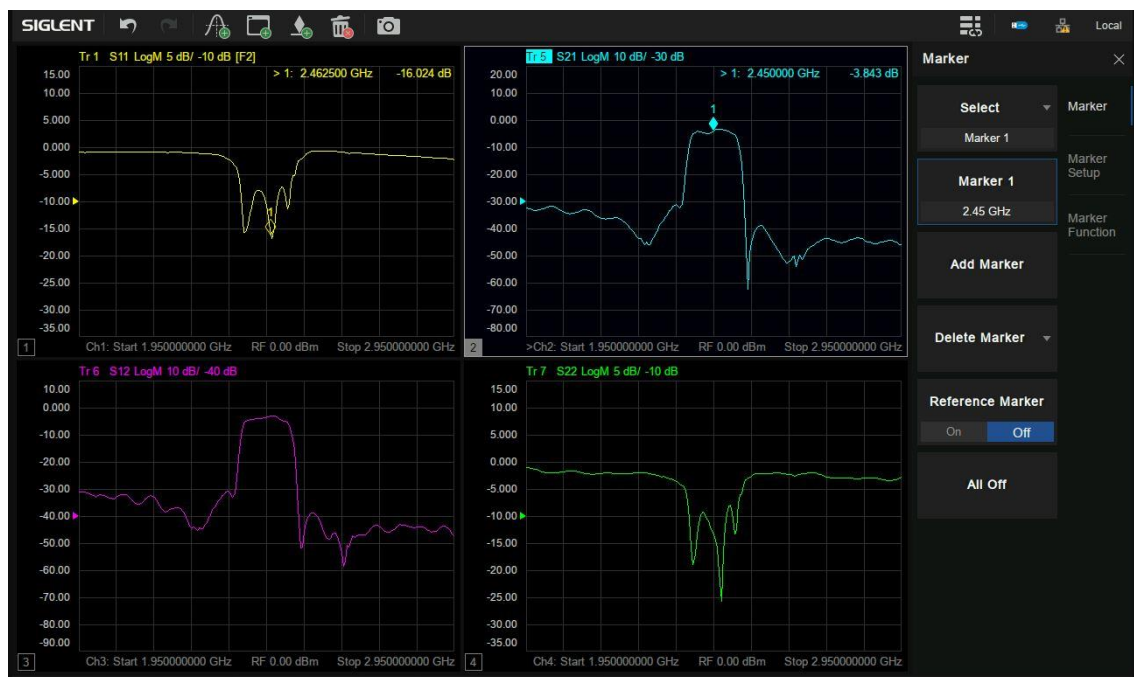 SIGLENT
Local
Tr 1 S11 LogM 5 dB/ -10 dB [F2]
> 1: 2.462500 GHz -16.024 dB
15.00
10.00
5.000
0.000
-5.000
-10.00
-15.00
-20.00
-25.00
-30.00
-35.00
1
1
Ch1: Start 1.950000000 GHz RF 0.00 dBm Stop 2.950000000 GHz
Tr 5 S21 LogM 10 dB/ -30 dB
> 1: 2.450000 GHz -3.843 dB
20.00
10.00
0.000
-10.00
-20.00
-30.00
-40.00
-50.00
-60.00
-70.00
-80.00
1
2
>Ch2: Start 1.950000000 GHz RF 0.00 dBm Stop 2.950000000 GHz
Tr 6 S12 LogM 10 dB/ -40 dB
10.00
0.000
-10.00
-20.00
-30.00
-40.00
-50.00
-60.00
-70.00
-80.00
-90.00
3
Ch3: Start 1.950000000 GHz RF 0.00 dBm Stop 2.950000000 GHz
Tr 7 S22 LogM 5 dB/ -10 dB
15.00
10.00
5.000
0.000
-5.000
-10.00
-15.00
-20.00
-25.00
-30.00
-35.00
4
Ch4: Start 1.950000000 GHz RF 0.00 dBm Stop 2.950000000 GHz
Marker
Select
Marker 1
Marker 1
2.45 GHz
Add Marker
Delete Marker
Reference Marker
On Off
All Off
Marker
Marker
Setup
Marker
Function